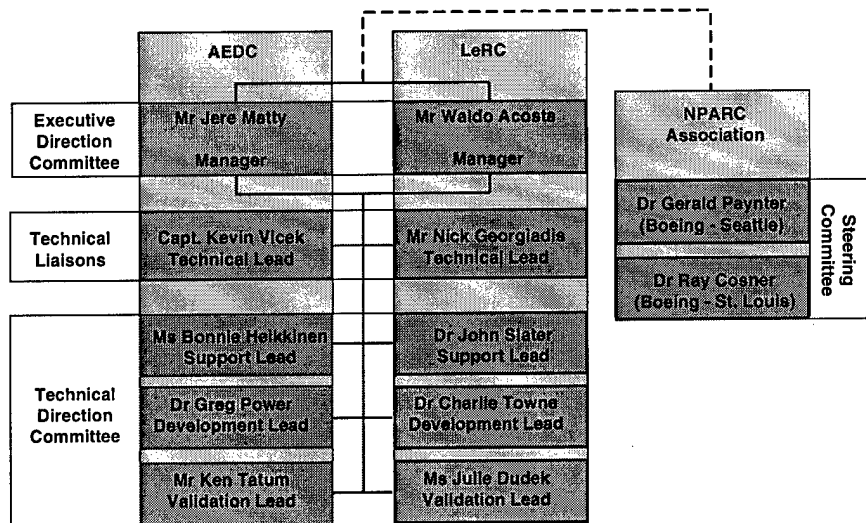 AEDC
LeRC
NPARC
Association
Executive
Direction
Committee
Mr Jere Matty
Manager
Mr Waldo Acosta
Manager
Dr Gerald Paynter
(Boeing - Seattle)
Dr Ray Cosner
(Boeing - St. Louis)
Steering
Committee
Technical
Liaisons
Capt. Kevin Vlcek
Technical Lead
Mr Nick Georgiadis
Technical Lead
Technical
Direction
Committee
Ms Bonnie Heikkinen
Support Lead
Dr John Slater
Support Lead
Dr Greg Power
Development Lead
Dr Charlie Towne
Development Lead
Mr Ken Tatum
Validation Lead
Ms Julie Dudek
Validation Lead